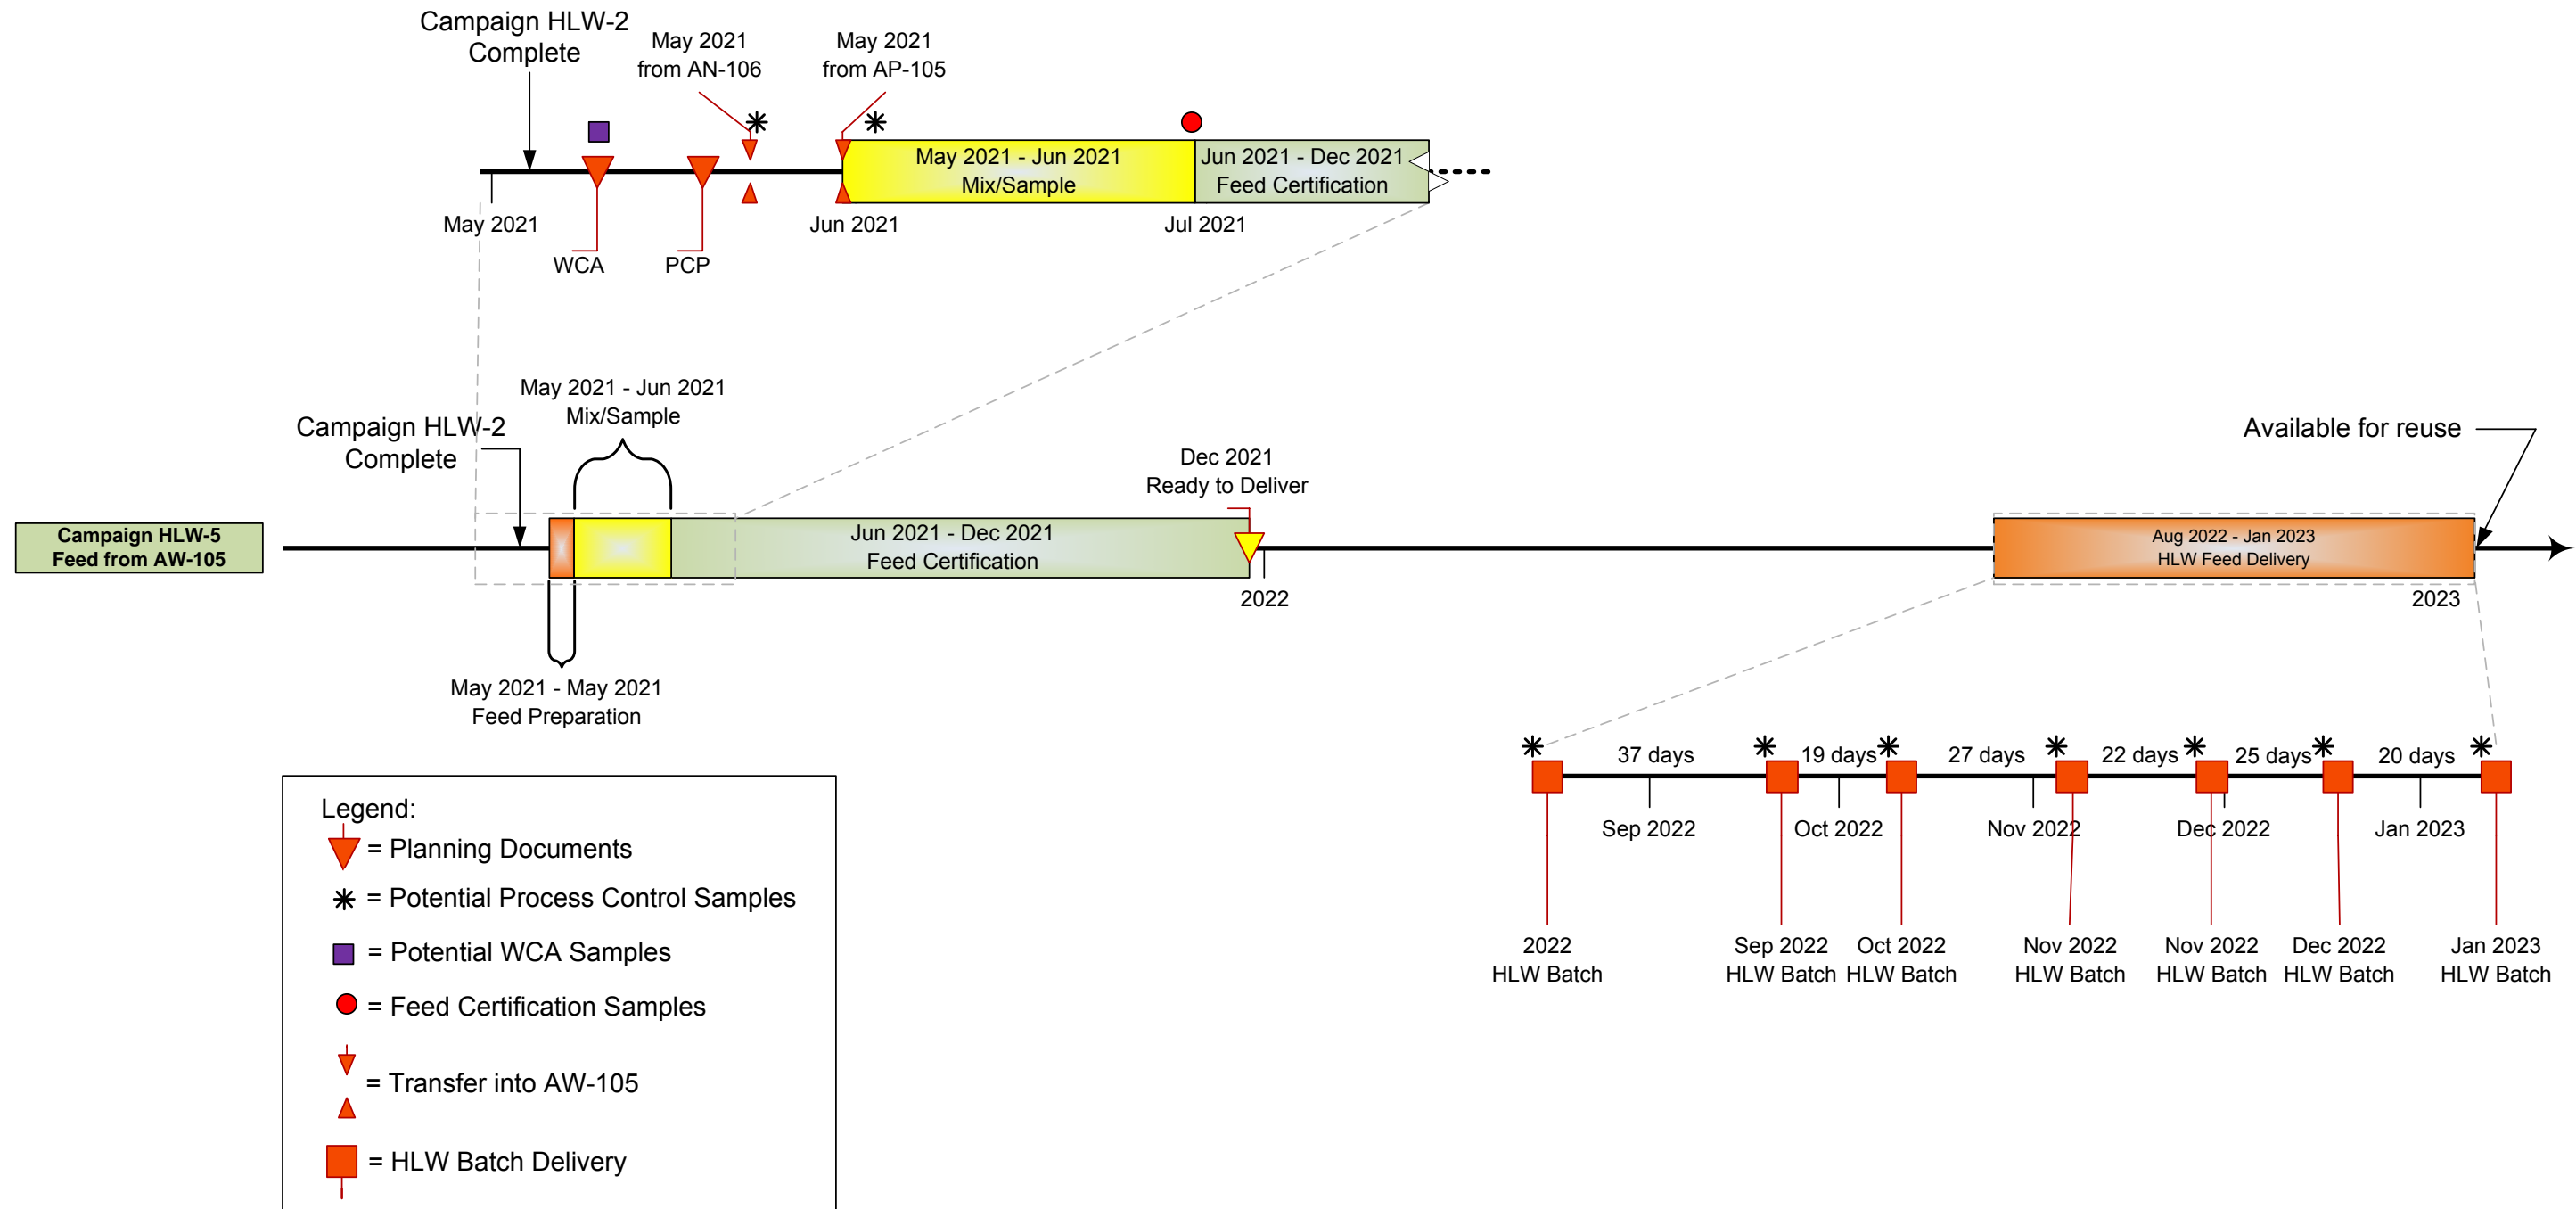 Campaign HLW-2
Complete
May 2021
from AN-106
May 2021
from AP-105
May 2021 - Jun 2021
Mix/Sample
Jun 2021 - Dec 2021
Feed Certification
May 2021
Jun 2021
Jul 2021
WCA
PCP
May 2021 - Jun 2021
Mix/Sample
Campaign HLW-2
Complete
Dec 2021
Ready to Deliver
Available for reuse
Campaign HLW-5
Feed from AW-105
Jun 2021 - Dec 2021
Feed Certification
Aug 2022 - Jan 2023
HLW Feed Delivery
2022
2023
May 2021 - May 2021
Feed Preparation
37 days
19 days
27 days
22 days
25 days
20 days
Sep 2022
Oct 2022
Nov 2022
Dec 2022
Jan 2023
2022
HLW Batch
Sep 2022
HLW Batch
Oct 2022
HLW Batch
Nov 2022
HLW Batch
Nov 2022
HLW Batch
Dec 2022
HLW Batch
Jan 2023
HLW Batch
Legend:
= Planning Documents
= Potential Process Control Samples
= Potential WCA Samples
= Feed Certification Samples
= Transfer into AW-105
= HLW Batch Delivery